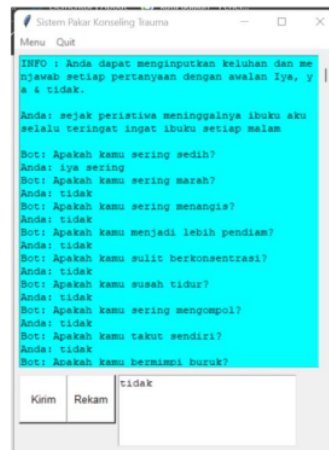 Sistem Pakar Konseling Trauma
Menu Quit
INFO : Anda dapat menginputkan keluhan dan me
njawab setiap pertanyaan dengan awalan Iya, y
a & tidak.
Anda: sejak peristiwa meninggalnya ibuku aku
selalu teringat ingat ibuku setiap malam
Bot: Apakah kamu sering sedih?
Anda: iya sering
Bot: Apakah kamu sering marah?
Anda: tidak
Bot: Apakah kamu sering menangis?
Anda: tidak
Bot: Apakah kamu menjadi lebih pendiam?
Anda: tidak
Bot: Apakah kamu sulit berkonsentrasi?
Anda: tidak
Bot: Apakah kamu susah tidur?
Anda: tidak
Bot: Apakah kamu sering mengompol?
Anda: tidak
Bot: Apakah kamu takut sendiri?
Anda: tidak
Bot: Apakah kamu bermimpi buruk?
Kirim Rekam tidak